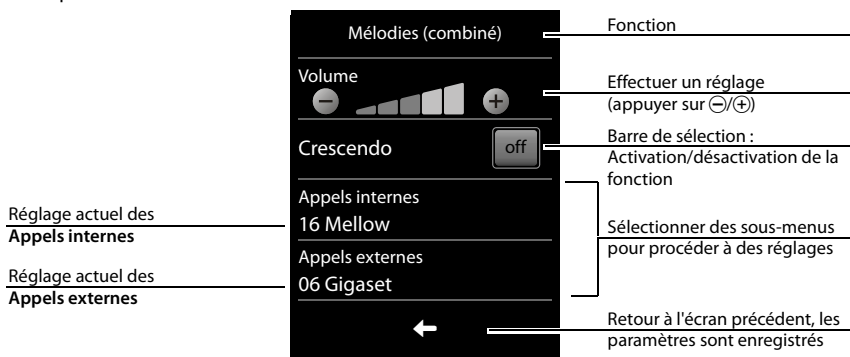 Mélodies (combiné)
Volume
Crescendo
off
Appels internes
16 Mellow
Appels externes
06 Gigaset
Réglage actuel des
Appels internes
Réglage actuel des
Appels externes
Fonction
Effectuer un réglage
(appuyer sur ⊖/⊕)
Barre de sélection :
Activation/désactivation de la
fonction
Sélectionner des sous-menus
pour procéder à des réglages
Retour à l'écran précédent, les
paramètres sont enregistrés